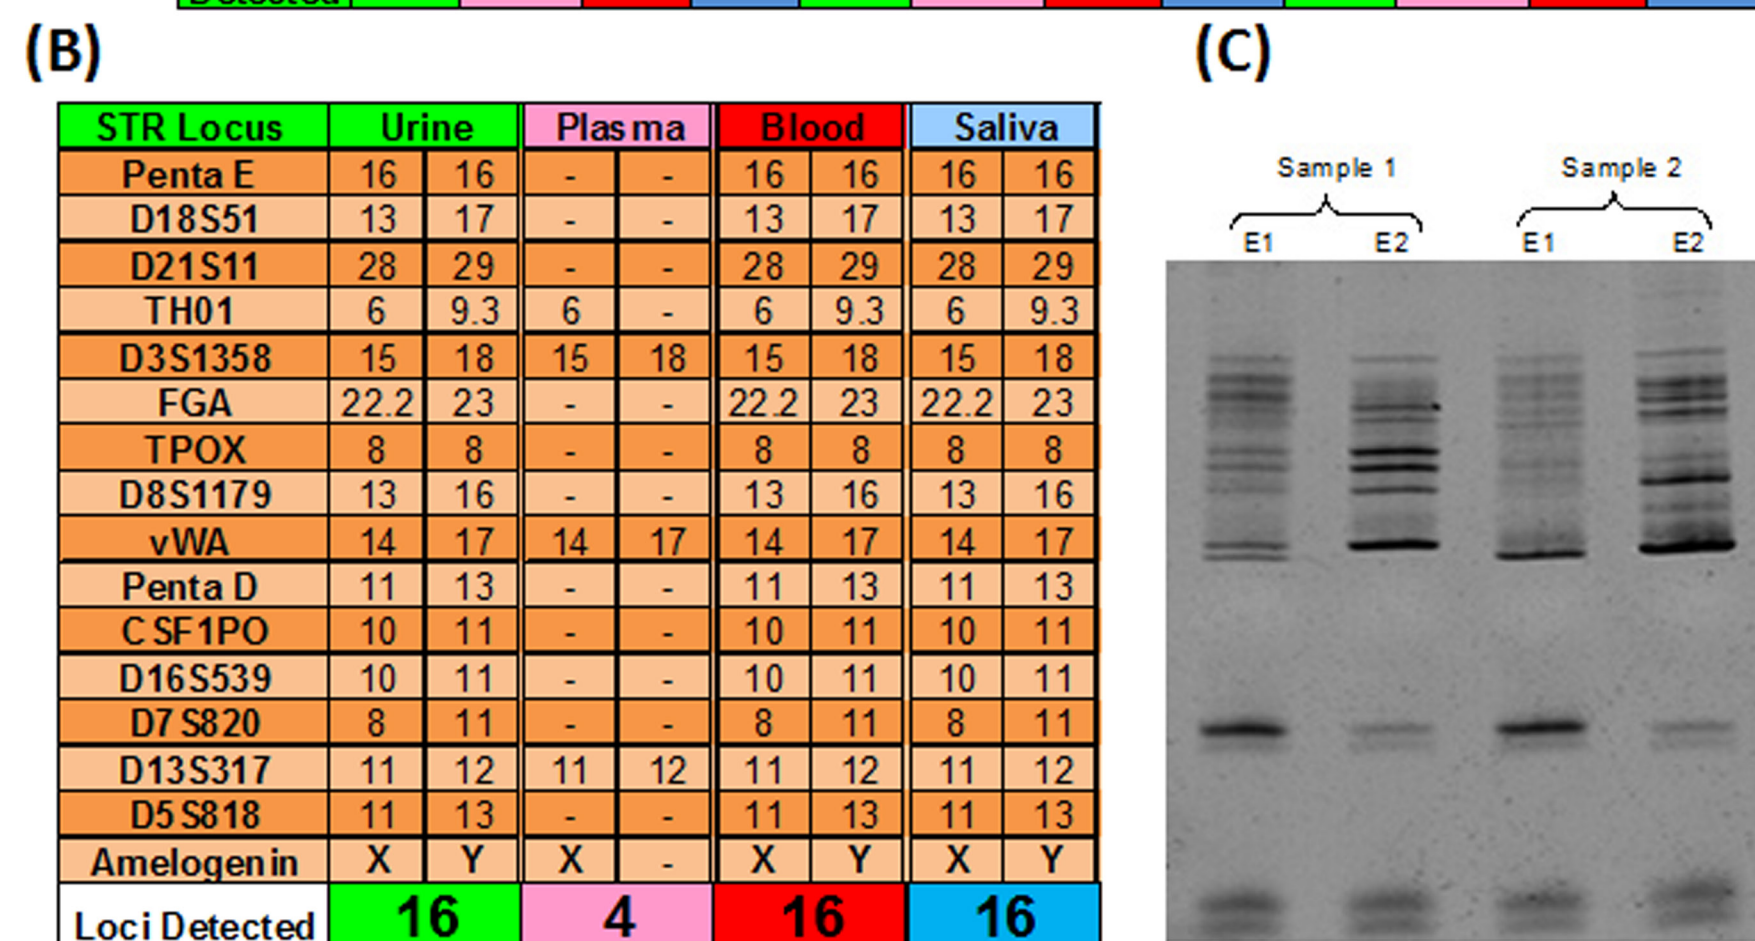 Detected
(B)
(C)
STR Locus Urine Plasma Blood Saliva
Penta E 16 16 - - 16 16 16 16
D18S51 13 17 - - 13 17 13 17
D21S11 28 29 - - 28 29 28 29
TH01 6 9.3 6 - 6 9.3 6 9.3
D3S1358 15 18 15 18 15 18 15 18
FGA 22.2 23 - - 22.2 23 22.2 23
TPOX 8 8 - - 8 8 8 8
D8S1179 13 16 - - 13 16 13 16
vWA 14 17 14 17 14 17 14 17
Penta D 11 13 - - 11 13 11 13
CSF1PO 10 11 - - 10 11 10 11
D16S539 10 11 - - 10 11 10 11
D7S820 8 11 - - 8 11 8 11
D13S317 11 12 11 12 11 12 11 12
D5S818 11 13 - - 11 13 11 13
Amelogenin X Y X - X Y X Y
Loci Detected 16 4 16 16
Sample 1 Sample 2
E1 E2 E1 E2